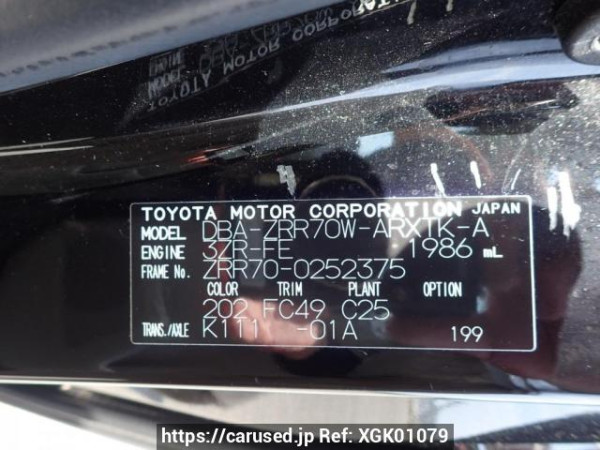 TOYOTA MOTOR CORPORATION JAPAN
MODEL DBA-ZRR70W-ARXTK-A
ENGINE 3ZR-FE 1986 mL
FRAME No. ZRR70-0252375
COLOR TRIM PLANT OPTION
202 FC49 C25
TRANS./AXLE K111 -01A 199
https://carused.jp Ref: XGK01079